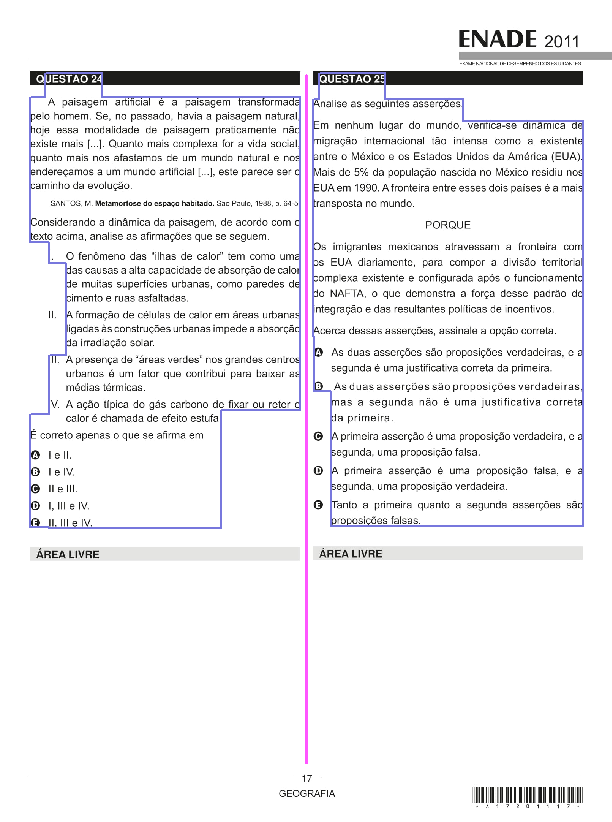 ENADE 2011
EXAME NACIONAL DE DESEMPENHO DOS ESTUDANTES
QUESTÃO 24
A paisagem artificial é a paisagem transformada
pelo homem. Se, no passado, havia a paisagem natural,
hoje essa modalidade de paisagem praticamente não
existe mais [...]. Quanto mais complexa for a vida social,
quanto mais nos afastamos de um mundo natural e nos
endereçamos a um mundo artificial [...], este parece ser o
caminho da evolução.
SANTOS, M. Metamorfose do espaço habitado. São Paulo, 1988, p. 64-5.
Considerando a dinâmica da paisagem, de acordo com o
texto acima, analise as afirmações que se seguem.
I. O fenômeno das "ilhas de calor" tem como uma
das causas a alta capacidade de absorção de calor
de muitas superfícies urbanas, como paredes de
cimento e ruas asfaltadas.
II. A formação de células de calor em áreas urbanas
ligadas às construções urbanas impede a absorção
da irradiação solar.
III. A presença de "áreas verdes" nos grandes centros
urbanos é um fator que contribui para baixar as
médias térmicas.
IV. A ação típica do gás carbono de fixar ou reter o
calor é chamada de efeito estufa.
É correto apenas o que se afirma em
A I e II.
B I e IV.
C II e III.
D I, III e IV.
E II, III e IV.
ÁREA LIVRE
QUESTÃO 25
Analise as seguintes asserções.
Em nenhum lugar do mundo, verifica-se dinâmica de
migração internacional tão intensa como a existente
entre o México e os Estados Unidos da América (EUA).
Mais de 5% da população nascida no México residiu nos
EUA em 1990. A fronteira entre esses dois países é a mais
transposta no mundo.
PORQUE
Os imigrantes mexicanos atravessam a fronteira com
os EUA diariamente, para compor a divisão territorial
complexa existente e configurada após o funcionamento
do NAFTA, o que demonstra a força desse padrão de
integração e das resultantes políticas de incentivos.
Acerca dessas asserções, assinale a opção correta.
A As duas asserções são proposições verdadeiras, e a
segunda é uma justificativa correta da primeira.
B As duas asserções são proposições verdadeiras,
mas a segunda não é uma justificativa correta
da primeira.
C A primeira asserção é uma proposição verdadeira, e a
segunda, uma proposição falsa.
D A primeira asserção é uma proposição falsa, e a
segunda, uma proposição verdadeira.
E Tanto a primeira quanto a segunda asserções são
proposições falsas.
ÁREA LIVRE
17
GEOGRAFIA